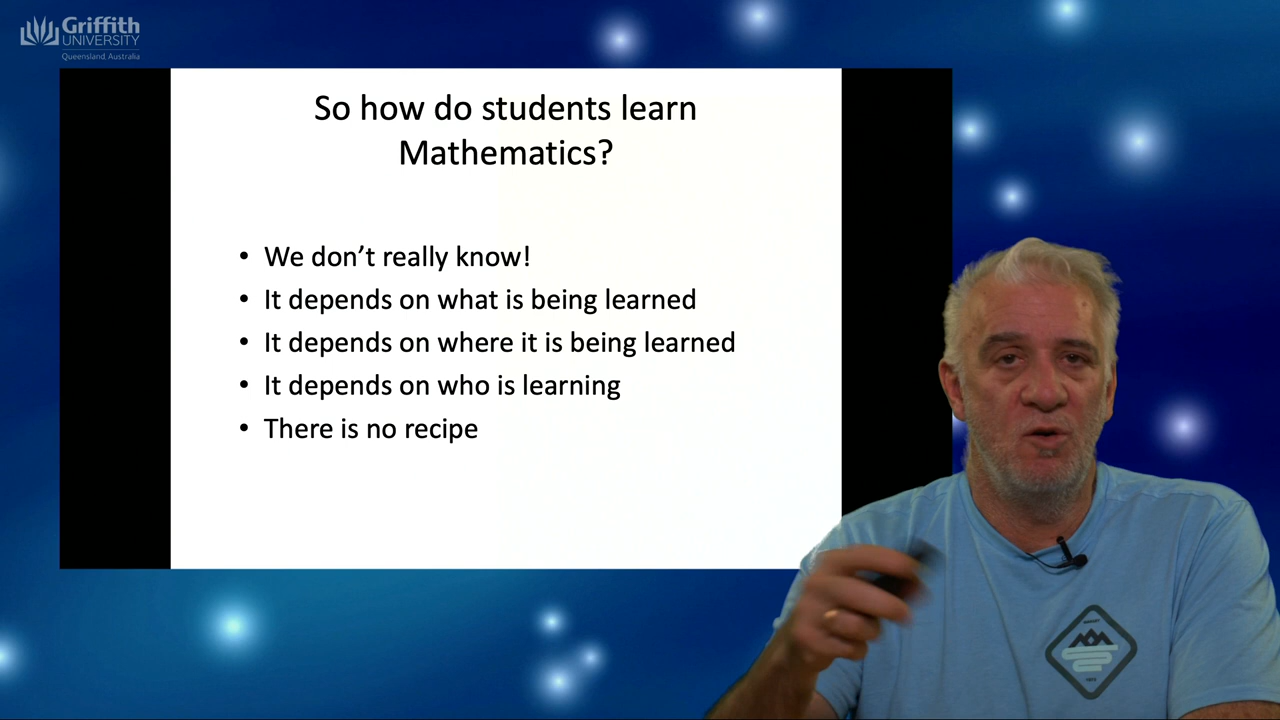 Griffith
UNIVERSITY
Queensland, Australia
So how do students learn
Mathematics?
• We don’t really know!
• It depends on what is being learned
• It depends on where it is being learned
• It depends on who is learning
• There is no recipe